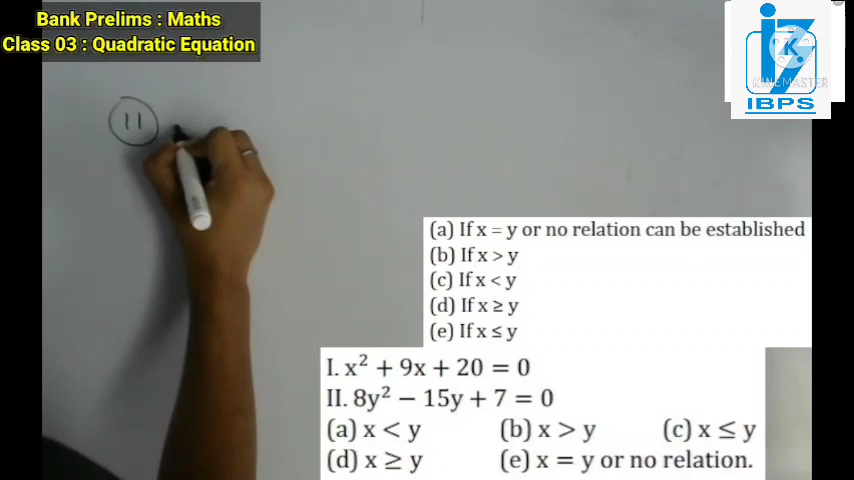 Bank Prelims : Maths
Class 03 : Quadratic Equation
K
KINEMASTER
IBPS
11
(a) If x = y or no relation can be established
(b) If x > y
(c) If x < y
(d) If x ≥ y
(e) If x ≤ y
I. x² + 9x + 20 = 0
II. 8y² − 15y + 7 = 0
(a) x < y (b) x > y (c) x ≤ y
(d) x ≥ y (e) x = y or no relation.